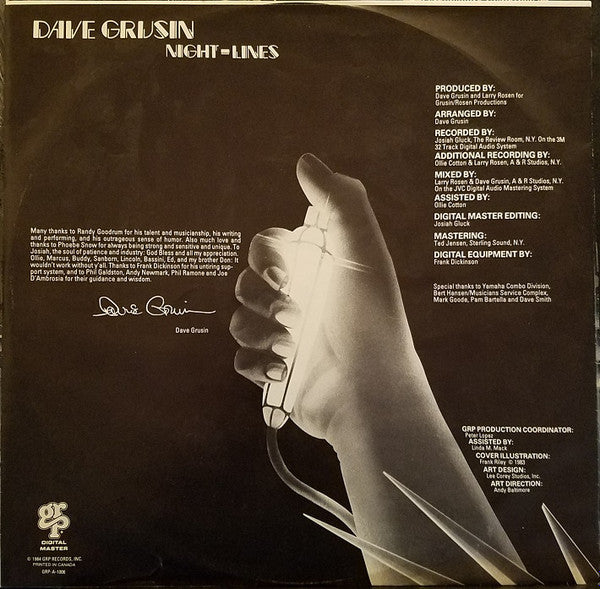 DAVE GRUSIN
NIGHT-LINES
PRODUCED BY:
Dave Grusin and Larry Rosen for
Grusin/Rosen Productions
ARRANGED BY:
Dave Grusin
RECORDED BY:
Josiah Gluck, The Review Room, N.Y. On the 3M
32 Track Digital Audio System
ADDITIONAL RECORDING BY:
Ollie Cotton & Larry Rosen, A & R Studios, N.Y.
MIXED BY:
Larry Rosen & Dave Grusin, A & R Studios, N.Y.
On the JVC Digital Audio Mastering System
ASSISTED BY:
Ollie Cotton
DIGITAL MASTER EDITING:
Josiah Gluck
MASTERING:
Ted Jensen, Sterling Sound, N.Y.
DIGITAL EQUIPMENT BY:
Frank Dickinson
Special thanks to Yamaha Combo Division,
Bert Hansen/Musicians Service Complex,
Mark Goode, Pam Bartella and Dave Smith
Many thanks to Randy Goodrum for his talent and musicianship, his writing
and performing, and his outrageous sense of humor. Also much love and
thanks to Phoebe Snow for always being strong and sensitive and unique. To
Josiah, the soul of patience and industry: God Bless and all my appreciation.
Ollie, Marcus, Buddy, Sanborn, Lincoln, Bassini, Ed, and my brother Don: It
wouldn't work without y'all. Thanks to Frank Dickinson for his untiring sup-
port system, and to Phil Galdston, Andy Newmark, Phil Ramone and Joe
D'Ambrosia for their guidance and wisdom.
Dave Grusin
Dave Grusin
GRP PRODUCTION COORDINATOR:
Peter Lopez
ASSISTED BY:
Linda M. Mack
COVER ILLUSTRATION:
Frank Riley © 1983
ART DESIGN:
Lee Corey Studios, Inc.
ART DIRECTION:
Andy Baltimore
grp
DIGITAL
MASTER
© 1984 GRP RECORDS, INC.
PRINTED IN CANADA
GRP-A-1006